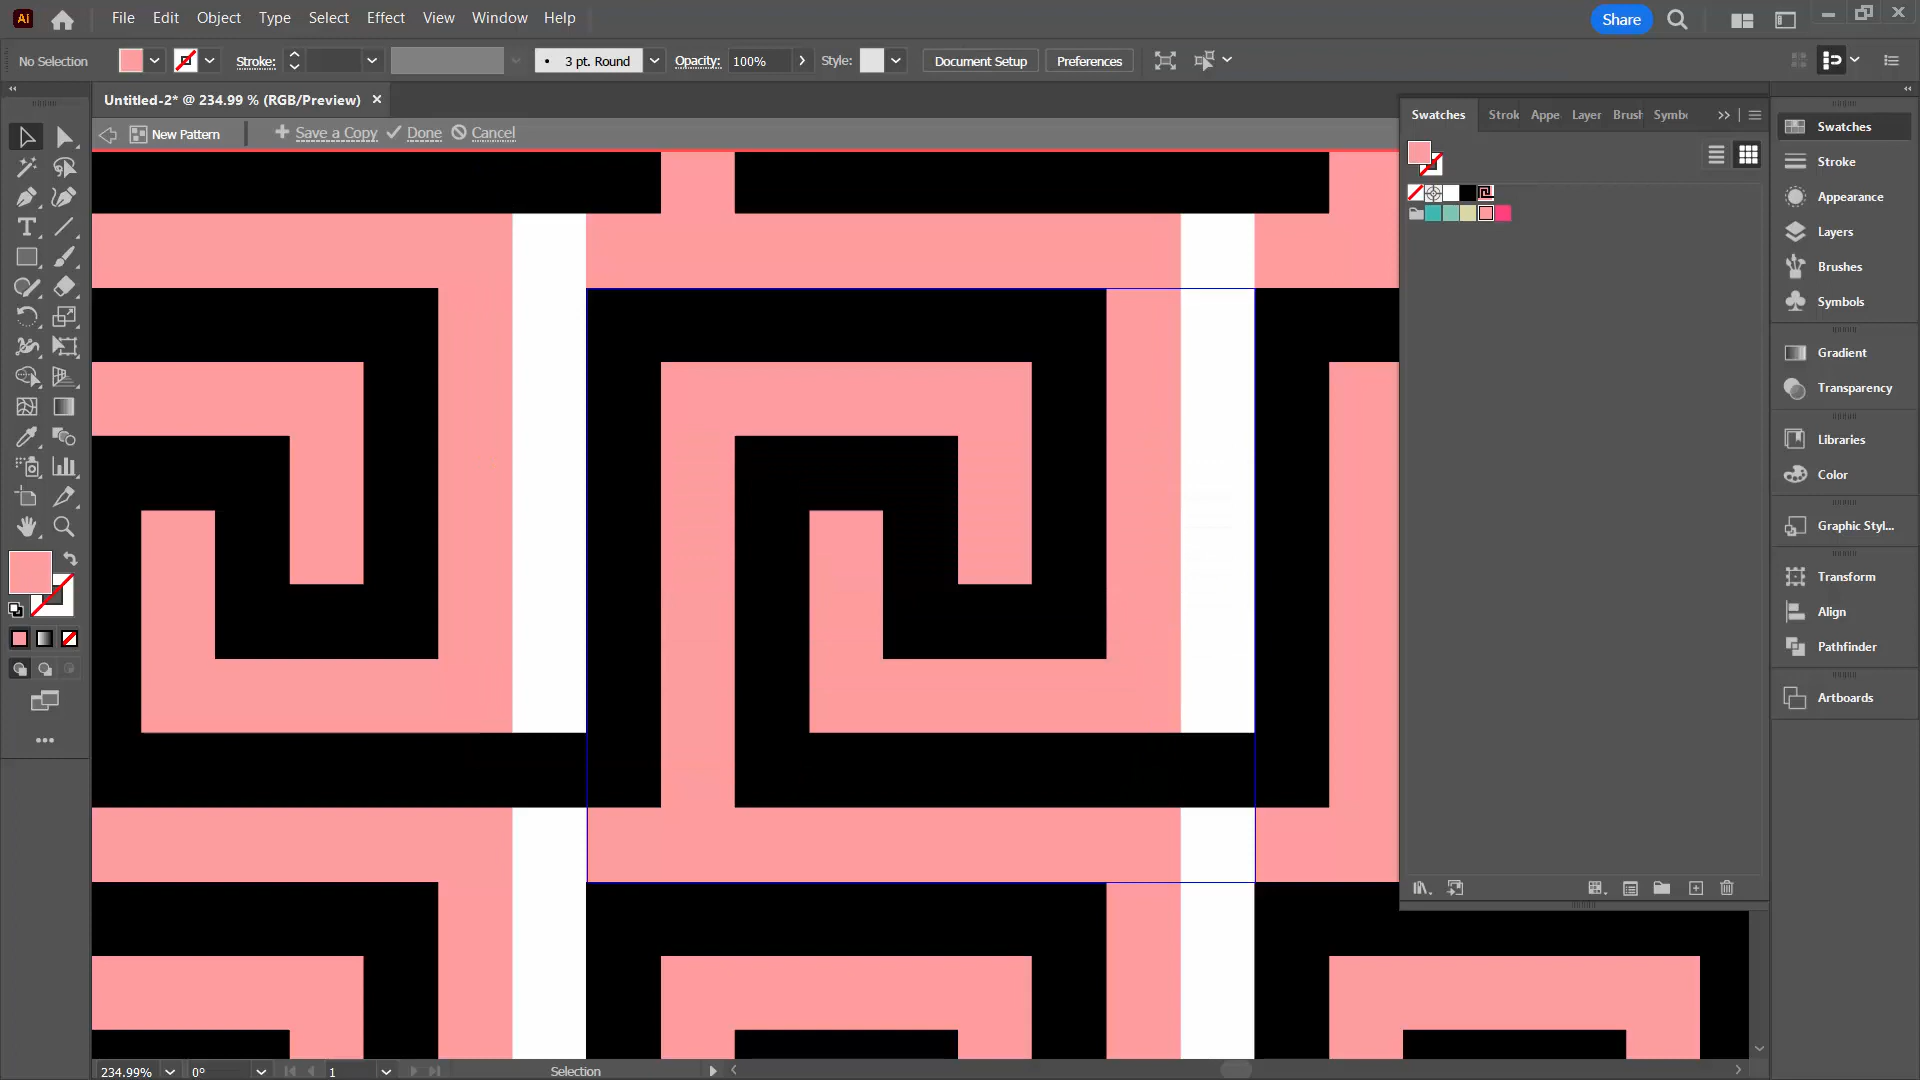 Ai File Edit Object Type Select Effect View Window Help Share
No Selection Stroke: 3 pt. Round Opacity: 100% Style: Document Setup Preferences
Untitled-2* @ 234.99 % (RGB/Preview) ×
New Pattern + Save a Copy Done Cancel
Swatches Strok Appe Layer Brush Symbo
Swatches
Stroke
Appearance
Layers
Brushes
Symbols
Gradient
Transparency
Libraries
Color
Graphic Styl...
Transform
Align
Pathfinder
Artboards
234.99% 0° 1 Selection